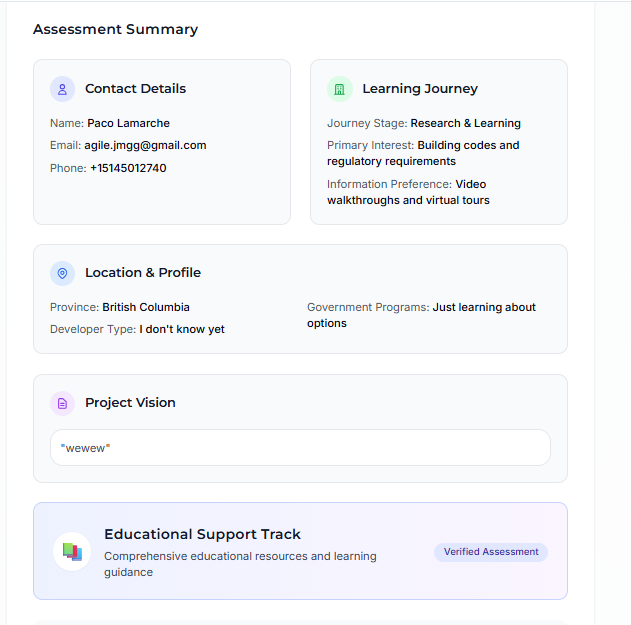 Assessment Summary
Contact Details
Name: Paco Lamarche
Email: agile.jmgg@gmail.com
Phone: +15145012740
Learning Journey
Journey Stage: Research & Learning
Primary Interest: Building codes and
regulatory requirements
Information Preference: Video
walkthroughs and virtual tours
Location & Profile
Province: British Columbia
Developer Type: I don't know yet
Government Programs: Just learning about
options
Project Vision
"wewew"
Educational Support Track
Comprehensive educational resources and learning
guidance
Verified Assessment